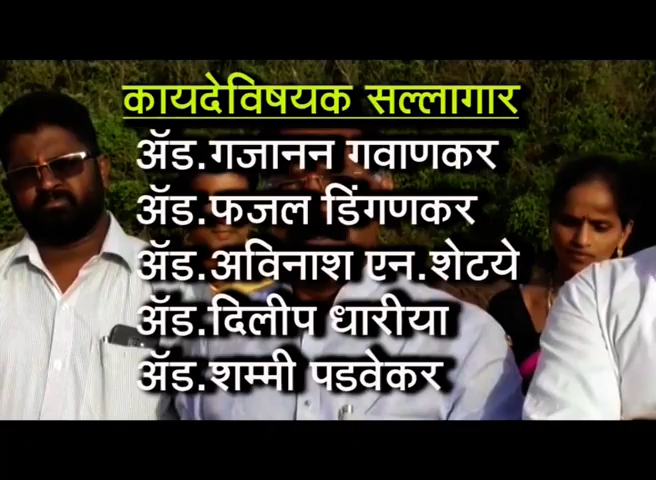 कायदेविषयक सल्लागार
ॲड.गजानन गवाणकर
ॲड.फजल डिंगणकर
ॲड.अविनाश एन.शेटये
ॲड.दिलीप धारीया
ॲड.शम्मी पडवेकर